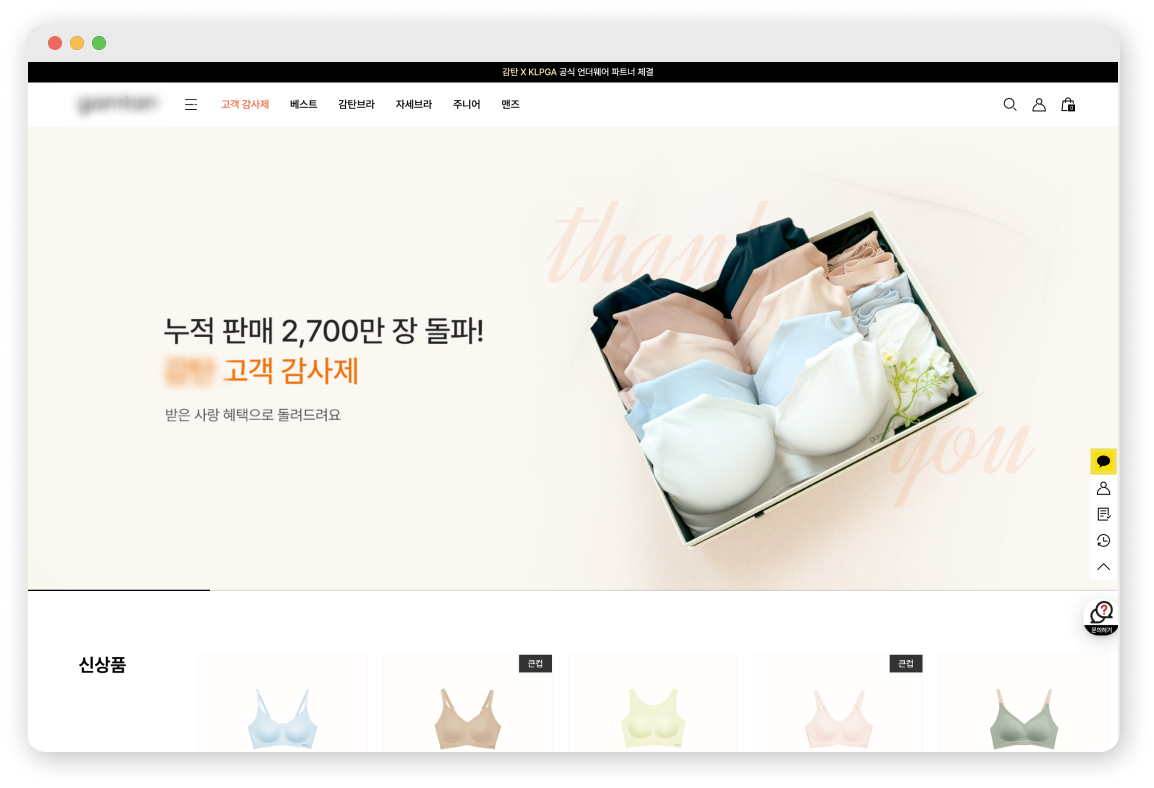 감탄 X KLPGA 공식 언더웨어 파트너 체결
고객 감사제 베스트 감탄브라 자세브라 주니어 맨즈
0
thank
누적 판매 2,700만 장 돌파!
고객 감사제
받은 사랑 혜택으로 돌려드려요
you
?
문의하기
신상품
큰컵
큰컵